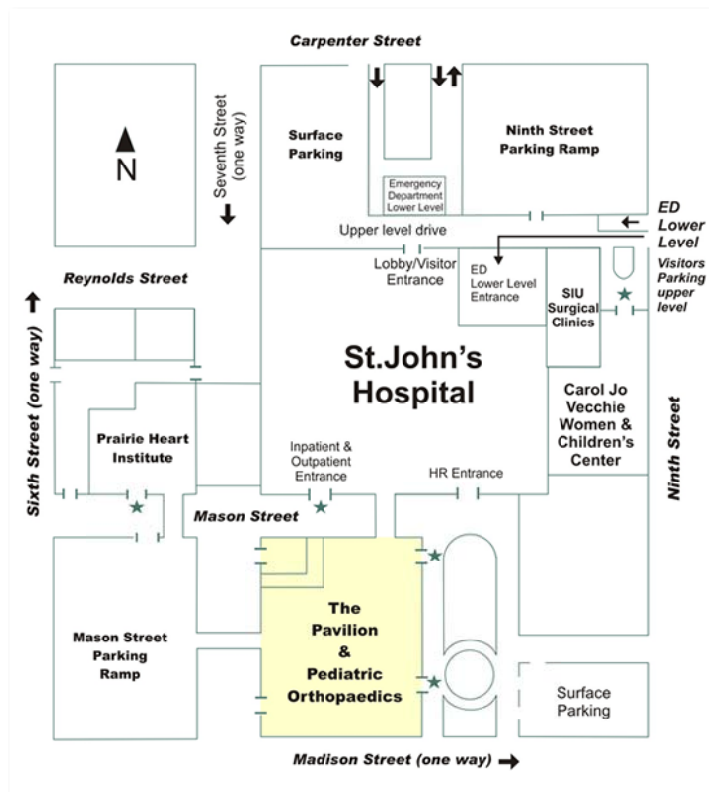 Carpenter Street
N
Seventh Street
(one way)
Surface
Parking
Ninth Street
Parking Ramp
Emergency
Department
Lower Level
ED
Lower
Level
Upper level drive
Lobby/Visitor
Entrance
ED
Lower Level
Entrance
Visitors
Parking
upper
level
Reynolds Street
SIU
Surgical
Clinics
St.John's
Hospital
Sixth Street (one way)
Carol Jo
Vecchie
Women &
Children's
Center
Ninth Street
Prairie Heart
Institute
Inpatient &
Outpatient
Entrance
HR Entrance
Mason Street
Mason Street
Parking
Ramp
The
Pavilion
&
Pediatric
Orthopaedics
Surface
Parking
Madison Street (one way)